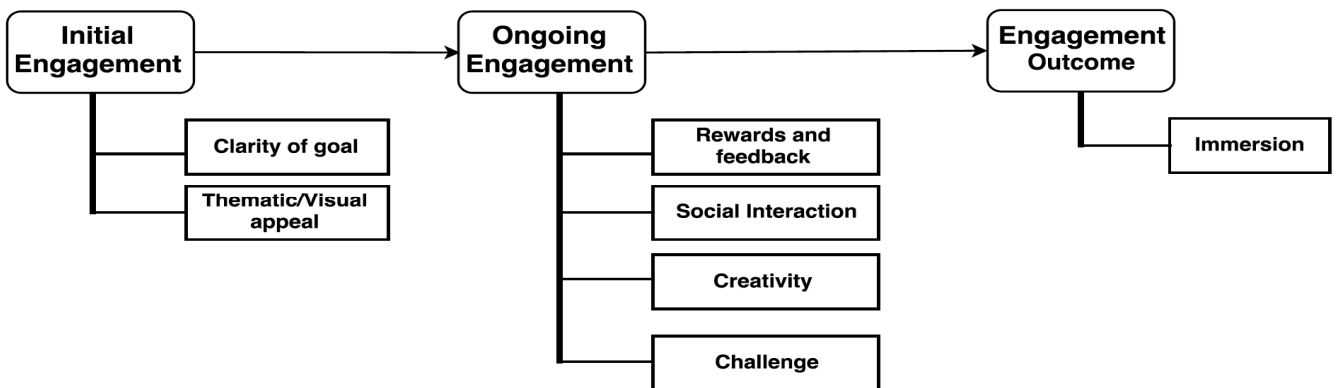 Initial
Engagement
Ongoing
Engagement
Engagement
Outcome
Clarity of goal
Thematic/Visual
appeal
Rewards and
feedback
Social Interaction
Creativity
Challenge
Immersion